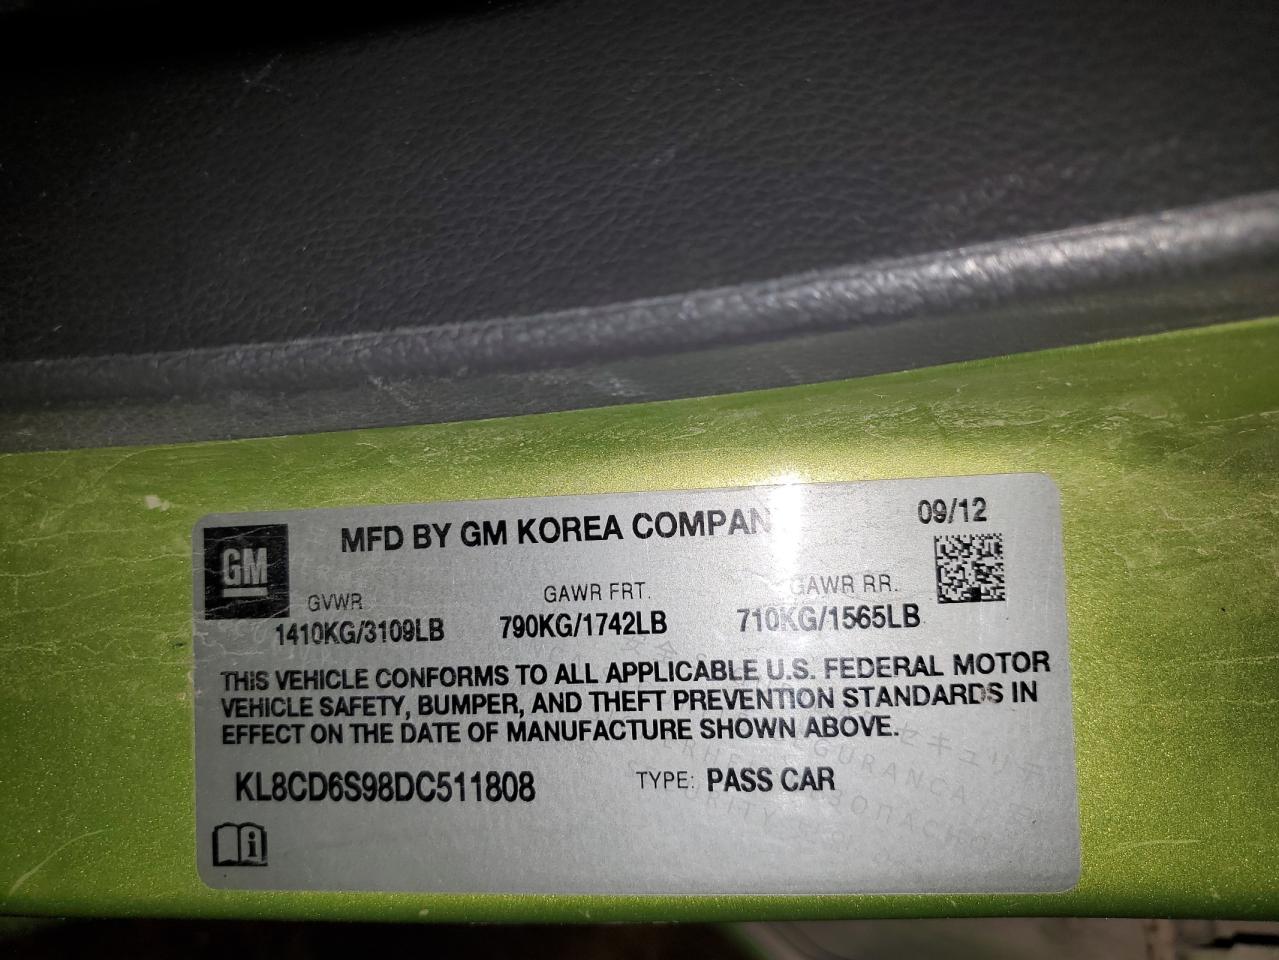 MFD BY GM KOREA COMPAN
09/12
GM
GVWR GAWR FRT. GAWR RR.
1410KG/3109LB 790KG/1742LB 710KG/1565LB
THIS VEHICLE CONFORMS TO ALL APPLICABLE U.S. FEDERAL MOTOR
VEHICLE SAFETY, BUMPER, AND THEFT PREVENTION STANDARDS IN
EFFECT ON THE DATE OF MANUFACTURE SHOWN ABOVE.
KL8CD6S98DC511808 TYPE: PASS CAR